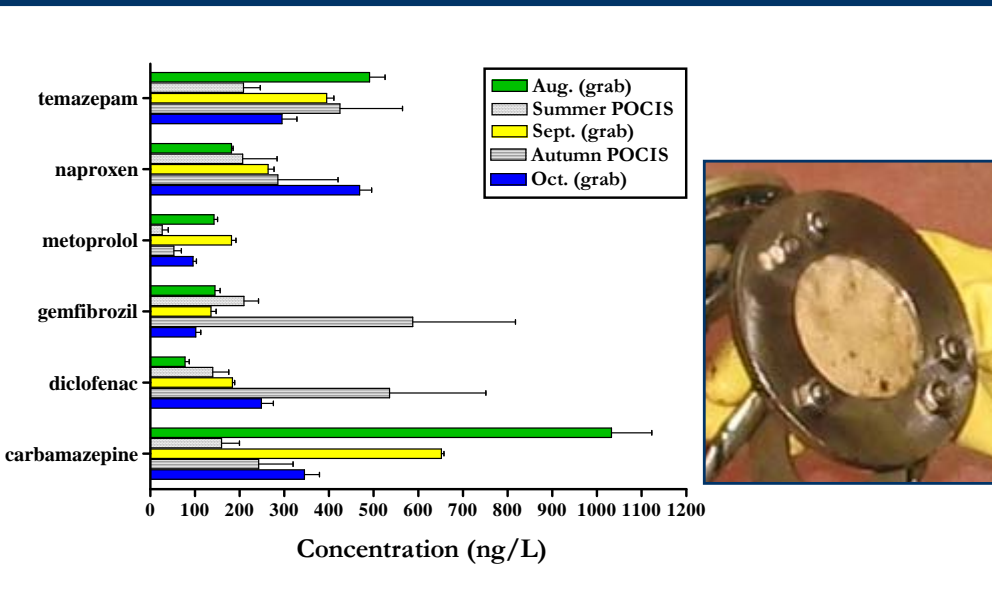 temazepam
naproxen
metoprolol
gemfibrozil
diclofenac
carbamazepine
Aug. (grab)
Summer POCIS
Sept. (grab)
Autumn POCIS
Oct. (grab)
0 100 200 300 400 500 600 700 800 900 1000 1100 1200
Concentration (ng/L)